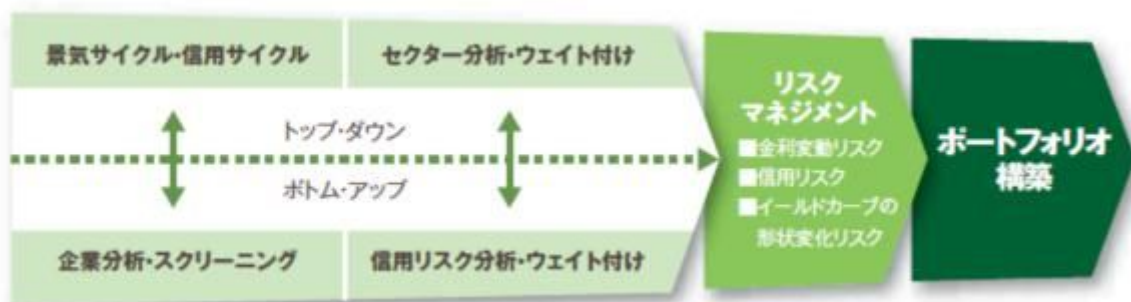 景気サイクル・信用サイクル
セクター分析・ウェイト付け
トップ・ダウン
ボトム・アップ
企業分析・スクリーニング
信用リスク分析・ウェイト付け
リスク
マネジメント
■金利変動リスク
■信用リスク
■イールドカーブの
形状変化リスク
ポートフォリオ
構築